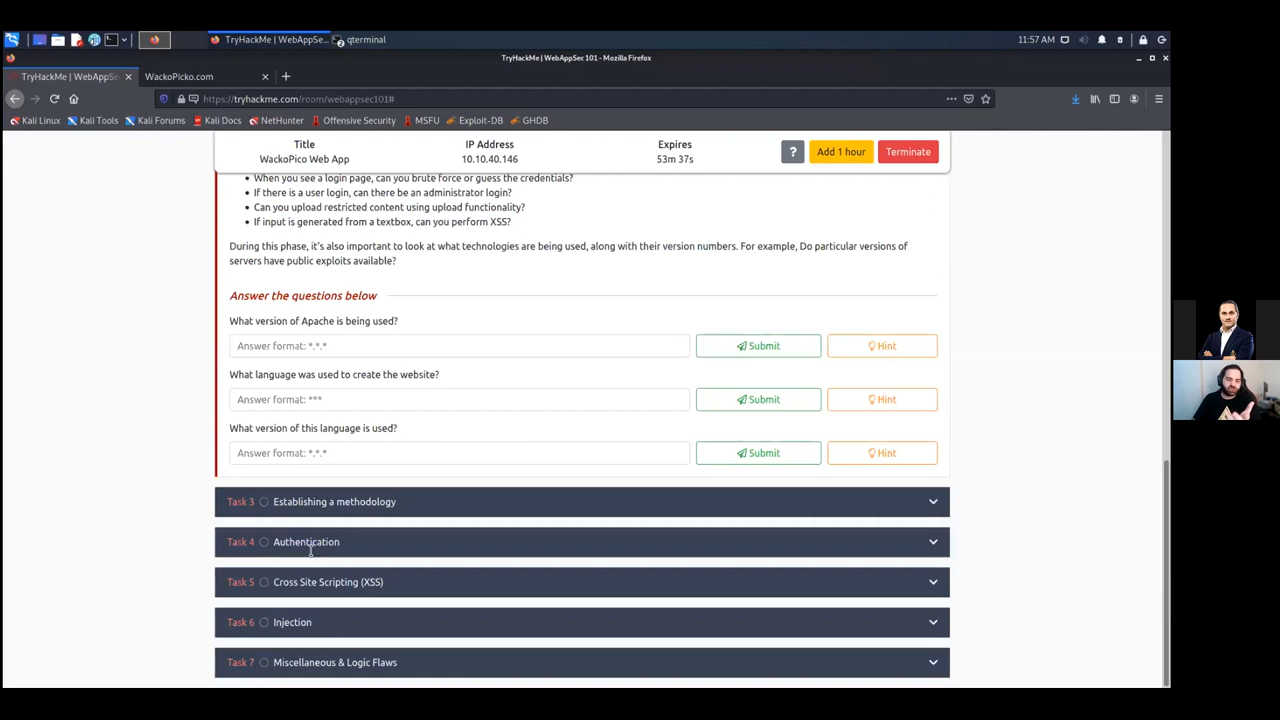 TryHackMe | WebAppSe...
qterminal
11:57 AM
TryHackMe | WebAppSec 101 - Mozilla Firefox
TryHackMe | WebAppSe
WackoPicko.com
https://tryhackme.com/room/webappsec101#
Kali Linux
Kali Tools
Kali Forums
Kali Docs
NetHunter
Offensive Security
MSFU
Exploit-DB
GHDB
Title
IP Address
Expires
WackoPico Web App
10.10.40.146
53m 37s
?
Add 1 hour
Terminate
• When you see a login page, can you brute force or guess the credentials?
• If there is a user login, can there be an administrator login?
• Can you upload restricted content using upload functionality?
• If input is generated from a textbox, can you perform XSS?
During this phase, it's also important to look at what technologies are being used, along with their version numbers. For example, Do particular versions of
servers have public exploits available?
Answer the questions below
What version of Apache is being used?
Answer format: *.*.*
Submit
Hint
What language was used to create the website?
Answer format: ***
Submit
Hint
What version of this language is used?
Answer format: *.*.*
Submit
Hint
Task 3 Establishing a methodology
Task 4 Authentication
Task 5 Cross Site Scripting (XSS)
Task 6 Injection
Task 7 Miscellaneous & Logic Flaws